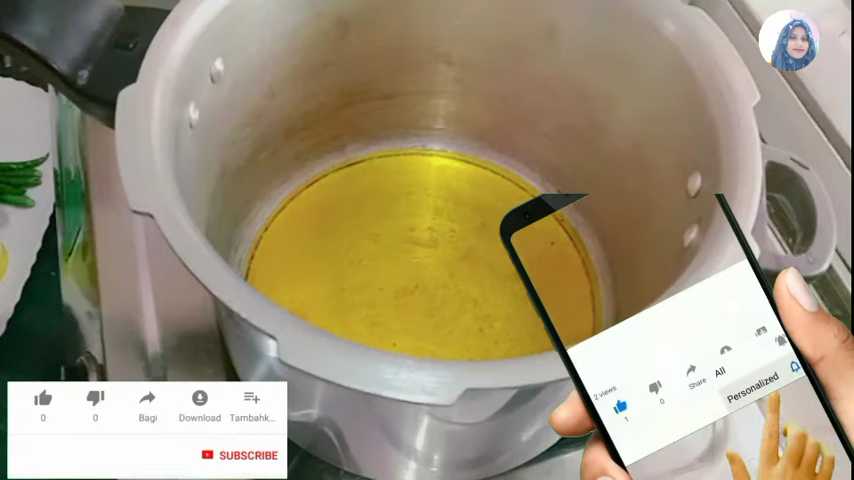 0
0
Bagi
Download
Tambahk...
SUBSCRIBE
2 views
1
0
Share
All
Personalized